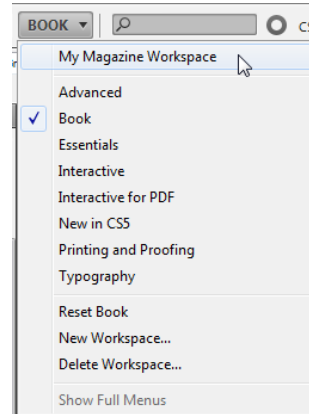 BOOK
CS
My Magazine Workspace
Advanced
Book
Essentials
Interactive
Interactive for PDF
New in CS5
Printing and Proofing
Typography
Reset Book
New Workspace...
Delete Workspace...
Show Full Menus